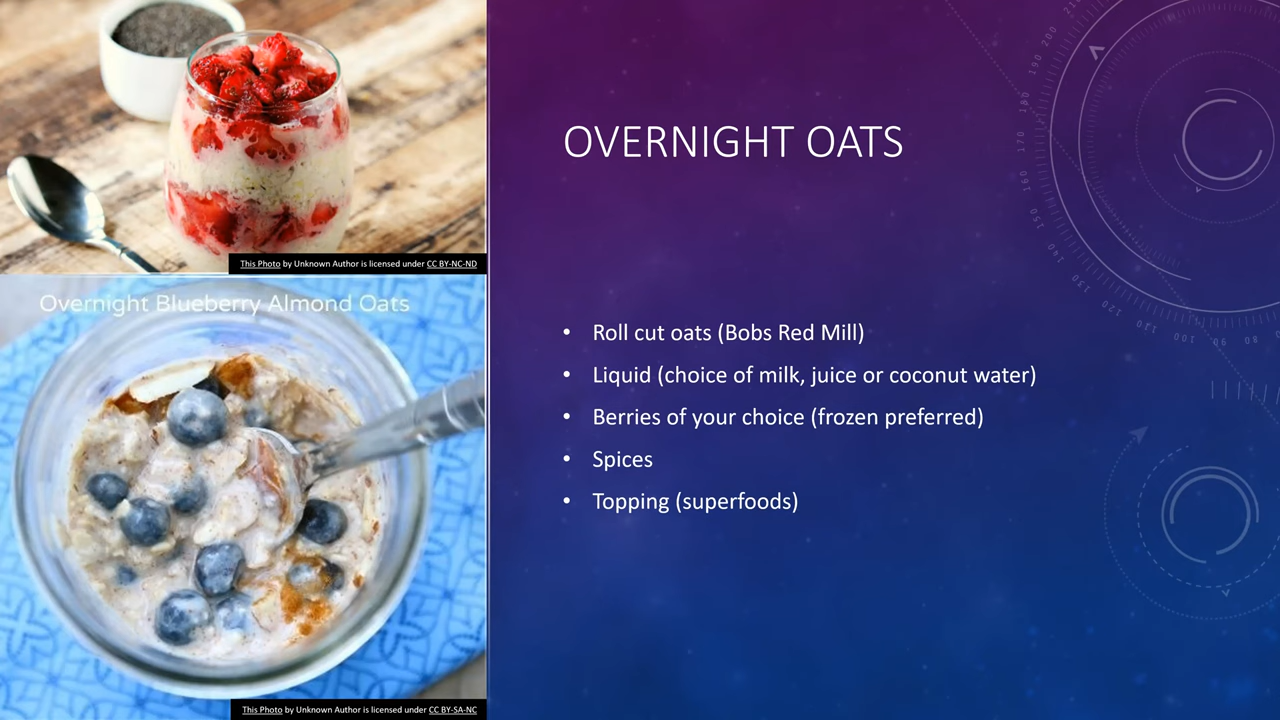 OVERNIGHT OATS
This Photo by Unknown Author is licensed under CC BY-NC-ND
Overnight Blueberry Almond Oats
• Roll cut oats (Bobs Red Mill)
• Liquid (choice of milk, juice or coconut water)
• Berries of your choice (frozen preferred)
• Spices
• Topping (superfoods)
This Photo by Unknown Author is licensed under CC BY-SA-NC